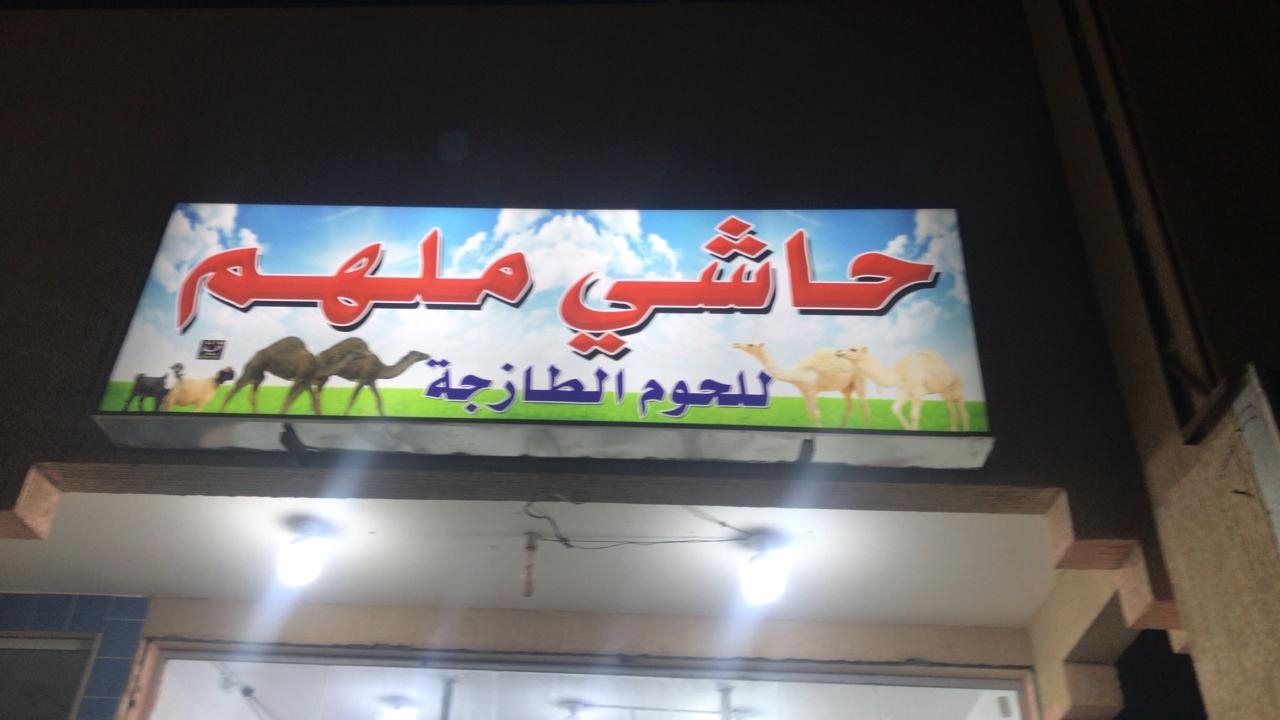 حاشي ملهم
للحوم الطازجة